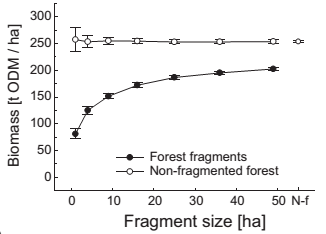 Biomass [t ODM / ha]
300
250
200
150
100
50
0
Forest fragments
Non-fragmented forest
0 10 20 30 40 50 N-f
Fragment size [ha]